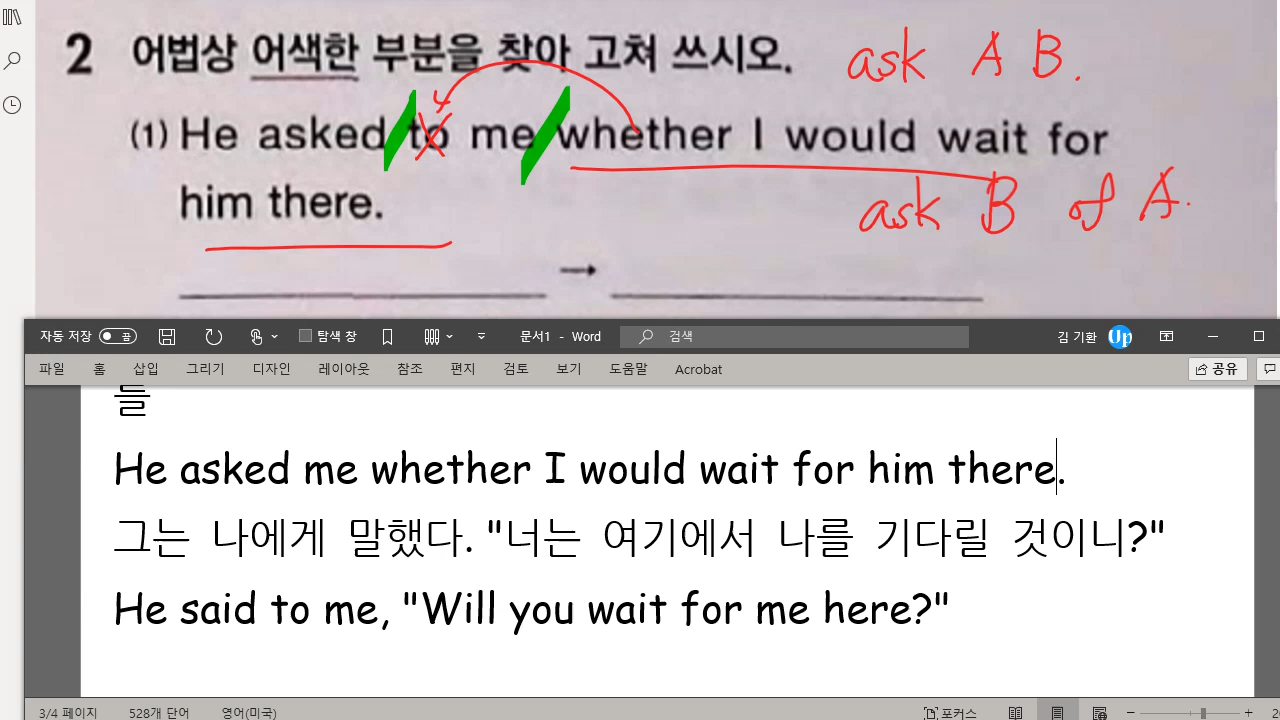 2 어법상 어색한 부분을 찾아 고쳐 쓰시오. ask A B.
(1) He asked to me whether I would wait for
him there. ask B of A.
→
자동 저장 끔 탐색 창 문서1 - Word 검색 김 기환 Up
파일 홈 삽입 그리기 디자인 레이아웃 참조 편지 검토 보기 도움말 Acrobat 공유
를
He asked me whether I would wait for him there.
그는 나에게 말했다. "너는 여기에서 나를 기다릴 것이니?"
He said to me, "Will you wait for me here?"
3/4 페이지 528개 단어 영어(미국) 포커스